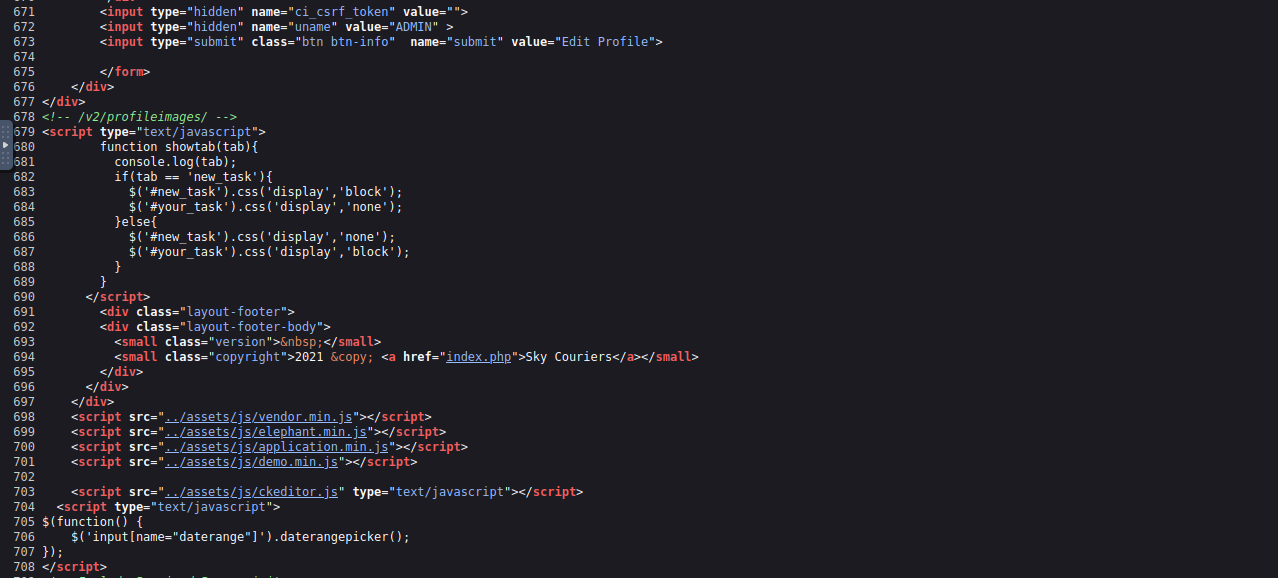 671         <input type="hidden" name="ci_csrf_token" value="">
672         <input type="hidden" name="uname" value="ADMIN" >
673         <input type="submit" class="btn btn-info"  name="submit" value="Edit Profile">
674
675         </form>
676     </div>
677 </div>
678 <!-- /v2/profileimages/ -->
679 <script type="text/javascript">
680         function showtab(tab){
681           console.log(tab);
682           if(tab == 'new_task'){
683             $('#new_task').css('display','block');
684             $('#your_task').css('display','none');
685           }else{
686             $('#new_task').css('display','none');
687             $('#your_task').css('display','block');
688           }
689         }
690       </script>
691         <div class="layout-footer">
692         <div class="layout-footer-body">
693           <small class="version">&nbsp;</small>
694           <small class="copyright">2021 &copy; <a href="index.php">Sky Couriers</a></small>
695         </div>
696       </div>
697     </div>
698     <script src="../assets/js/vendor.min.js"></script>
699     <script src="../assets/js/elephant.min.js"></script>
700     <script src="../assets/js/application.min.js"></script>
701     <script src="../assets/js/demo.min.js"></script>
702
703     <script src="../assets/js/ckeditor.js" type="text/javascript"></script>
704   <script type="text/javascript">
705 $(function() {
706     $('input[name="daterange"]').daterangepicker();
707 });
708 </script>